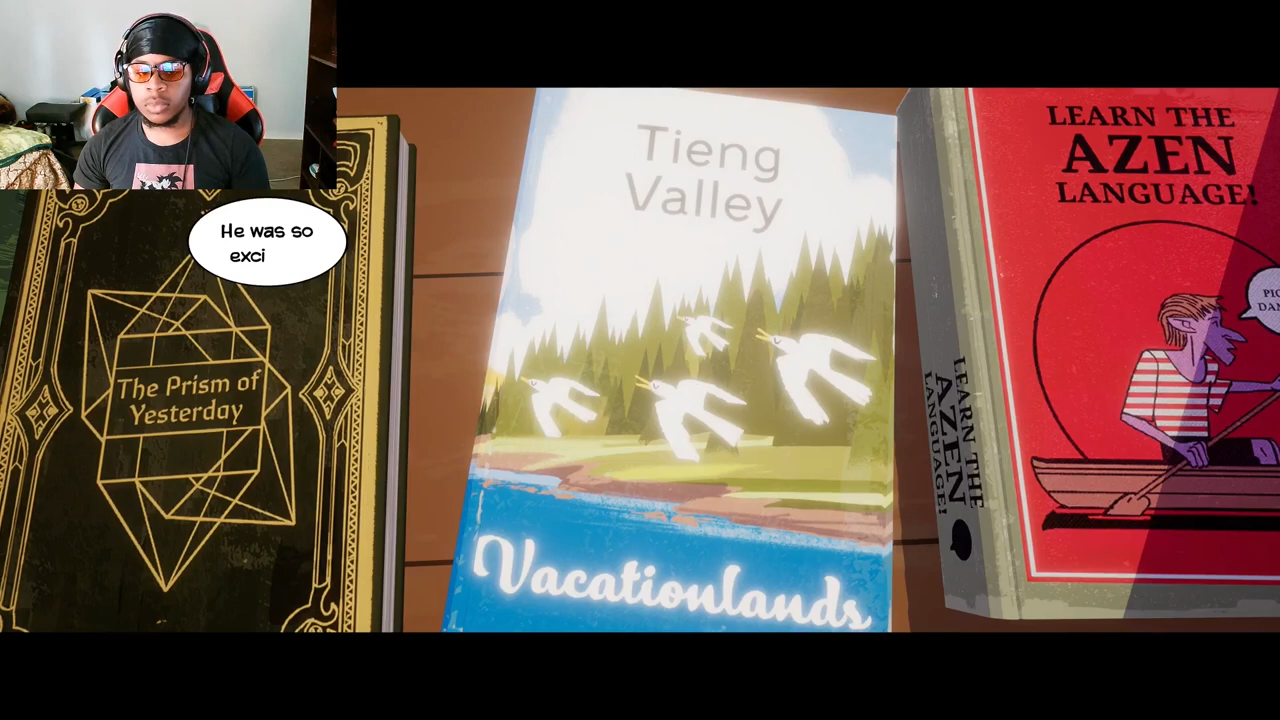 He was so
exci
The Prism of
Yesterday
Tieng
Valley
Vacationlands
LEARN THE
AZEN
LANGUAGE!
LEARN THE
AZEN
LANGUAGE!